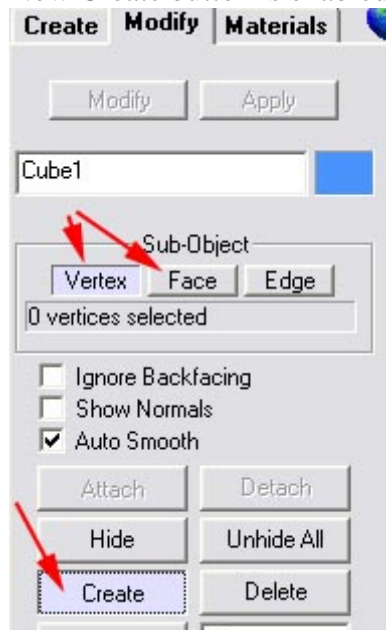 Create Modify Materials
Modify Apply
Cube1
Sub-Object
Vertex Face Edge
0 vertices selected
Ignore Backfacing
Show Normals
Auto Smooth
Attach Detach
Hide Unhide All
Create Delete